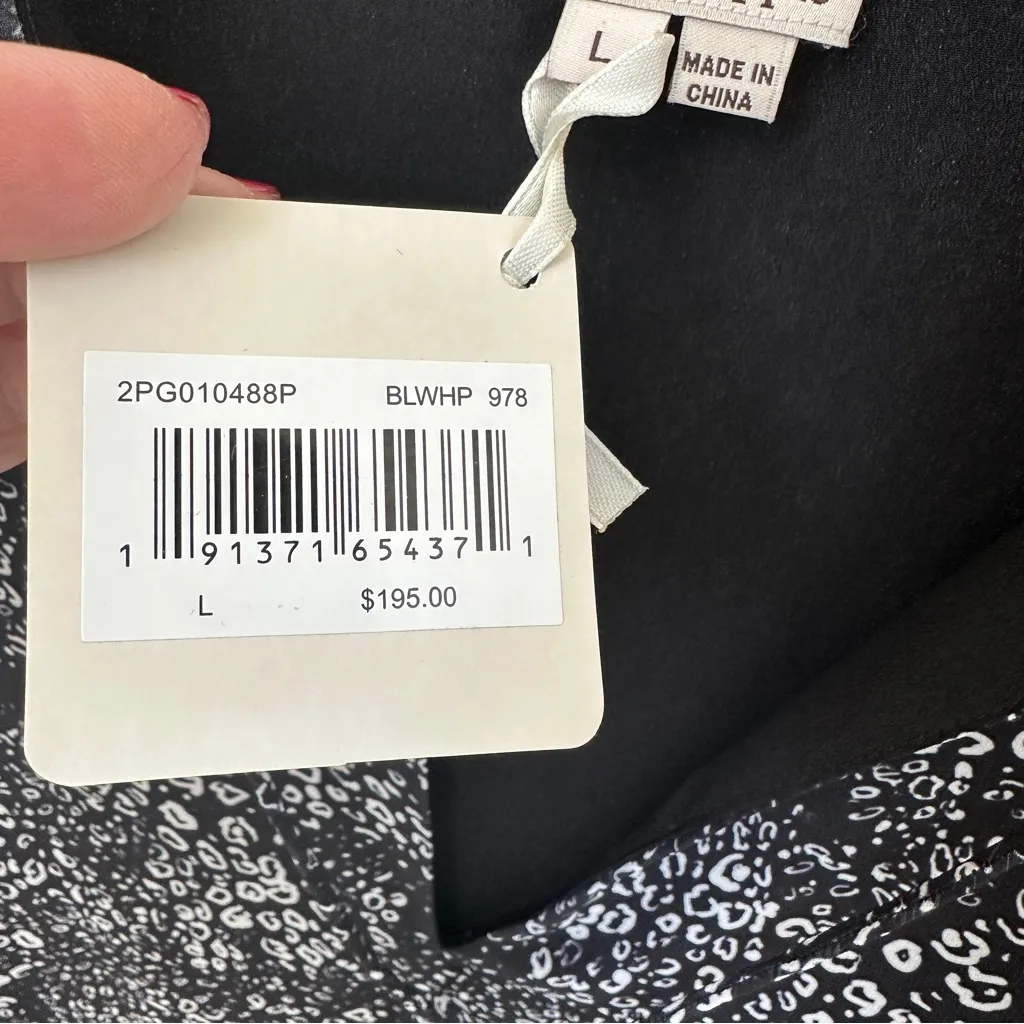 L
MADE IN
CHINA
2PG010488P BLWHP 978
1 91371 65437 1
L $195.00